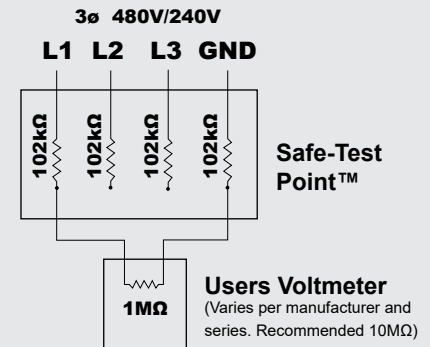 3ø 480V/240V
L1 L2 L3 GND
102kΩ 102kΩ 102kΩ 102kΩ
Safe-Test
Point™
1MΩ
Users Voltmeter
(Varies per manufacturer and
series. Recommended 10MΩ)